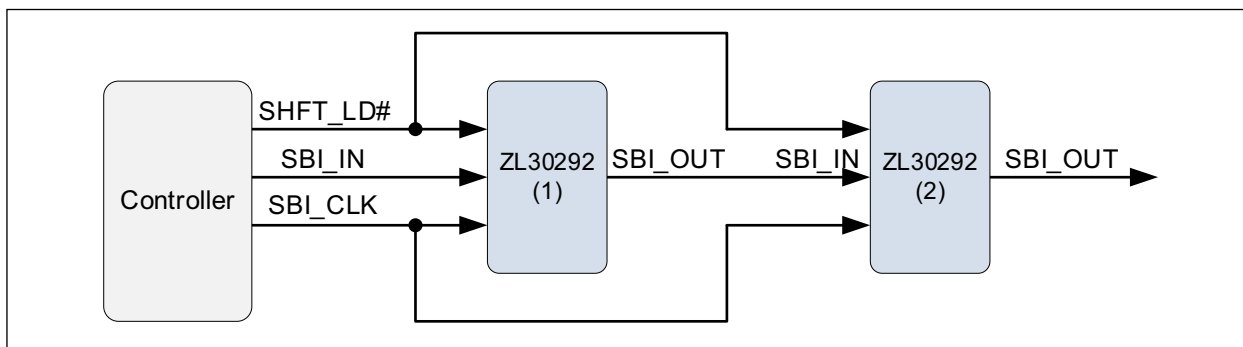 SHFT_LD#
SBI_IN
SBI_CLK
Controller
ZL30292
(1)
SBI_OUT
SBI_IN
ZL30292
(2)
SBI_OUT